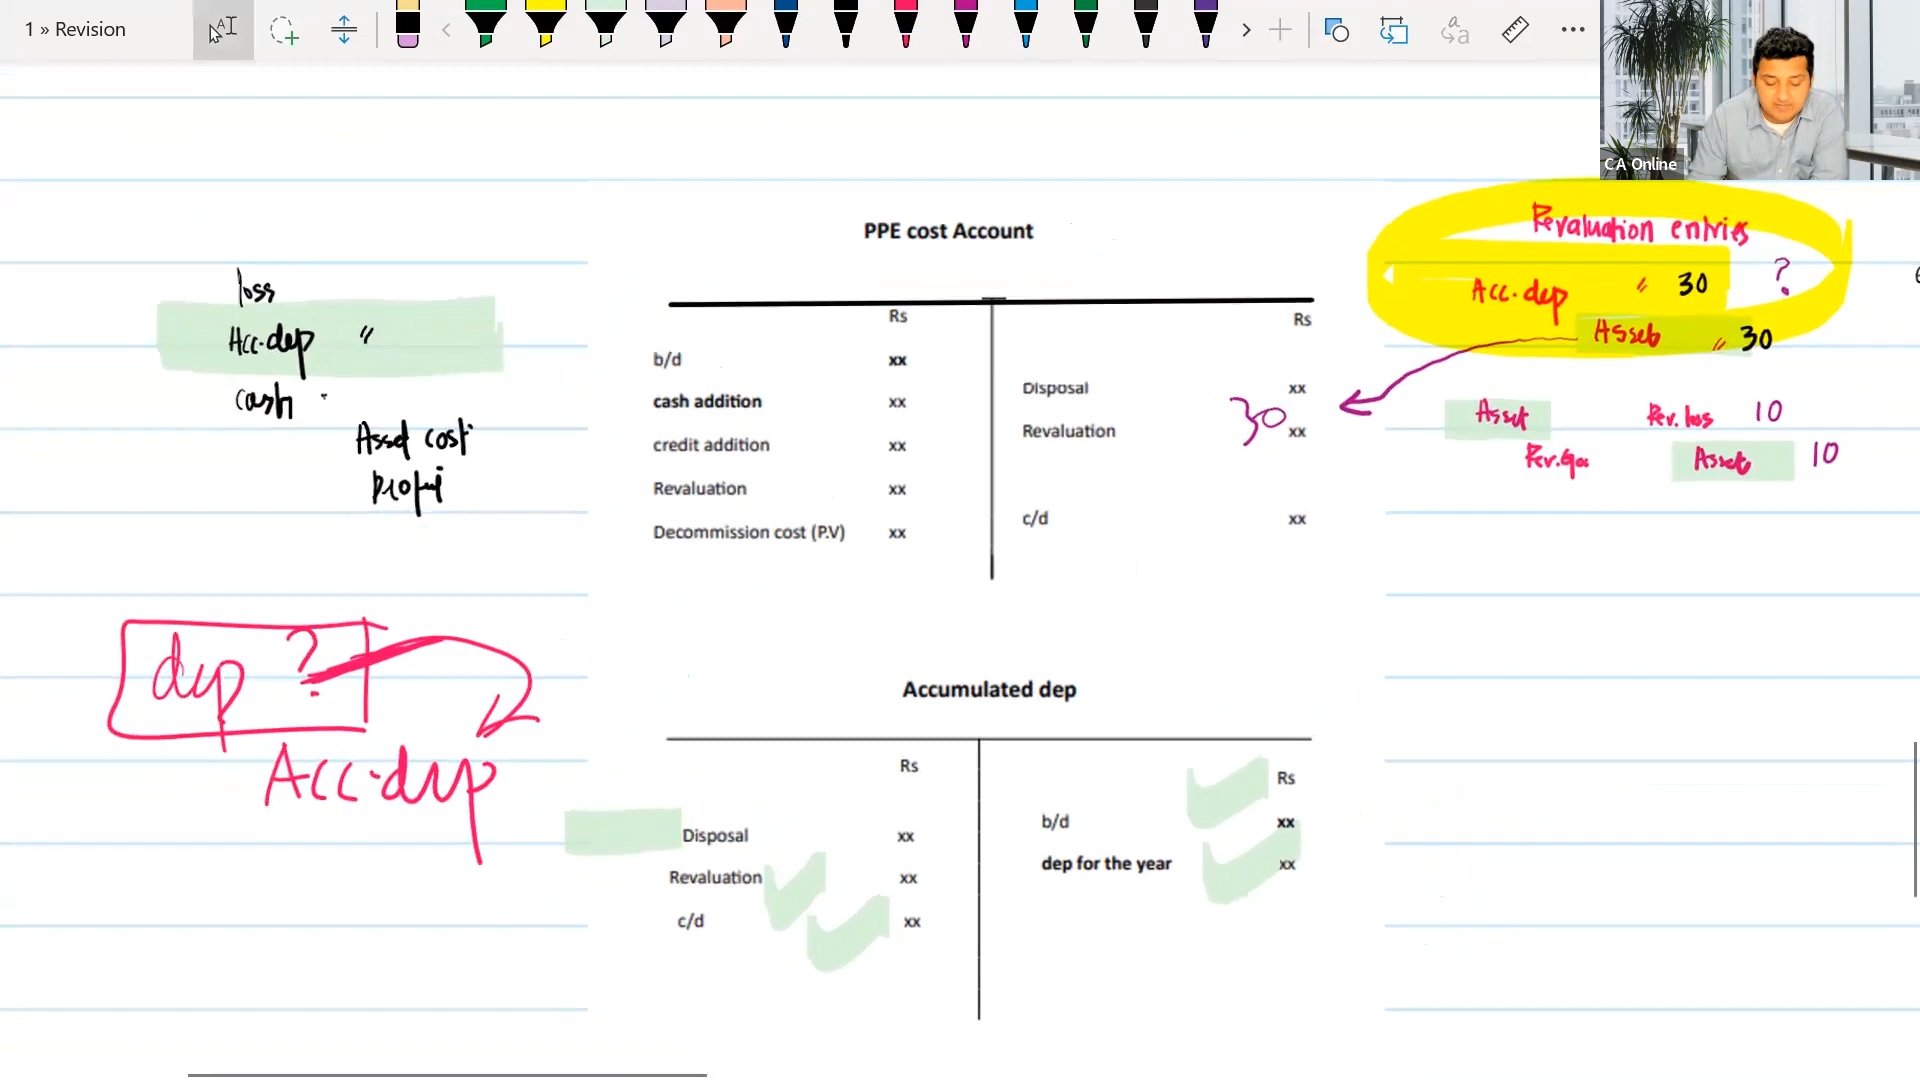 1 » Revision
CA Online
PPE cost Account
Rs
b/d xx
cash addition xx
credit addition xx
Revaluation xx
Decommission cost (P.V) xx
Rs
Disposal xx
Revaluation 30 xx
c/d xx
Revaluation entries
Acc.dep " 30 ?
Asset " 30
Asset
Rev. loss 10
Asset 10
loss
Acc.dep "
cash
Asset cost
Profit
dep ?
Acc.dep
Accumulated dep
Rs
Disposal xx
Revaluation xx
c/d xx
Rs
b/d xx
dep for the year xx